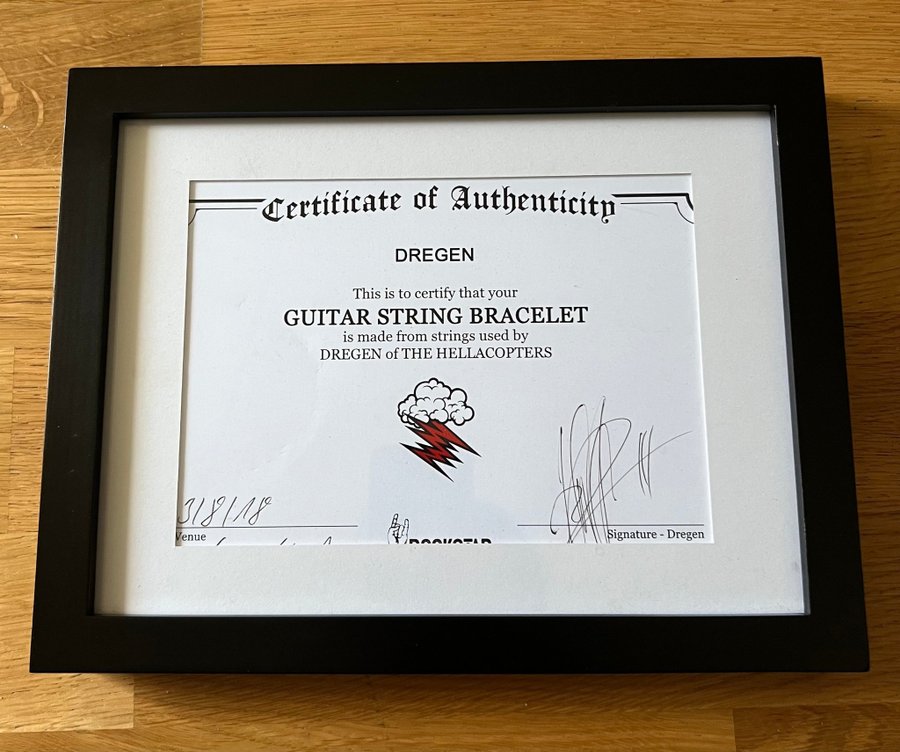 Certificate of Authenticity
DREGEN
This is to certify that your
GUITAR STRING BRACELET
is made from strings used by
DREGEN of THE HELLACOPTERS
3/8/18
Venue
ROCKSTAR
Signature - Dregen